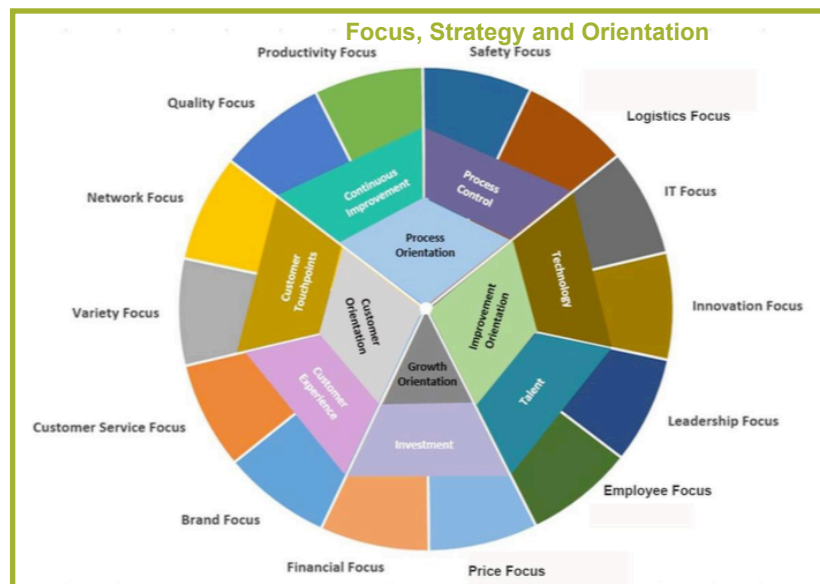 Focus, Strategy and Orientation
Productivity Focus
Safety Focus
Quality Focus
Logistics Focus
Network Focus
IT Focus
Variety Focus
Innovation Focus
Customer Service Focus
Leadership Focus
Brand Focus
Employee Focus
Financial Focus
Price Focus
Continuous
Improvement
Process
Control
Customer
Touchpoints
Technology
Customer
Experience
Talent
Investment
Process
Orientation
Customer
Orientation
Improvement
Orientation
Growth
Orientation